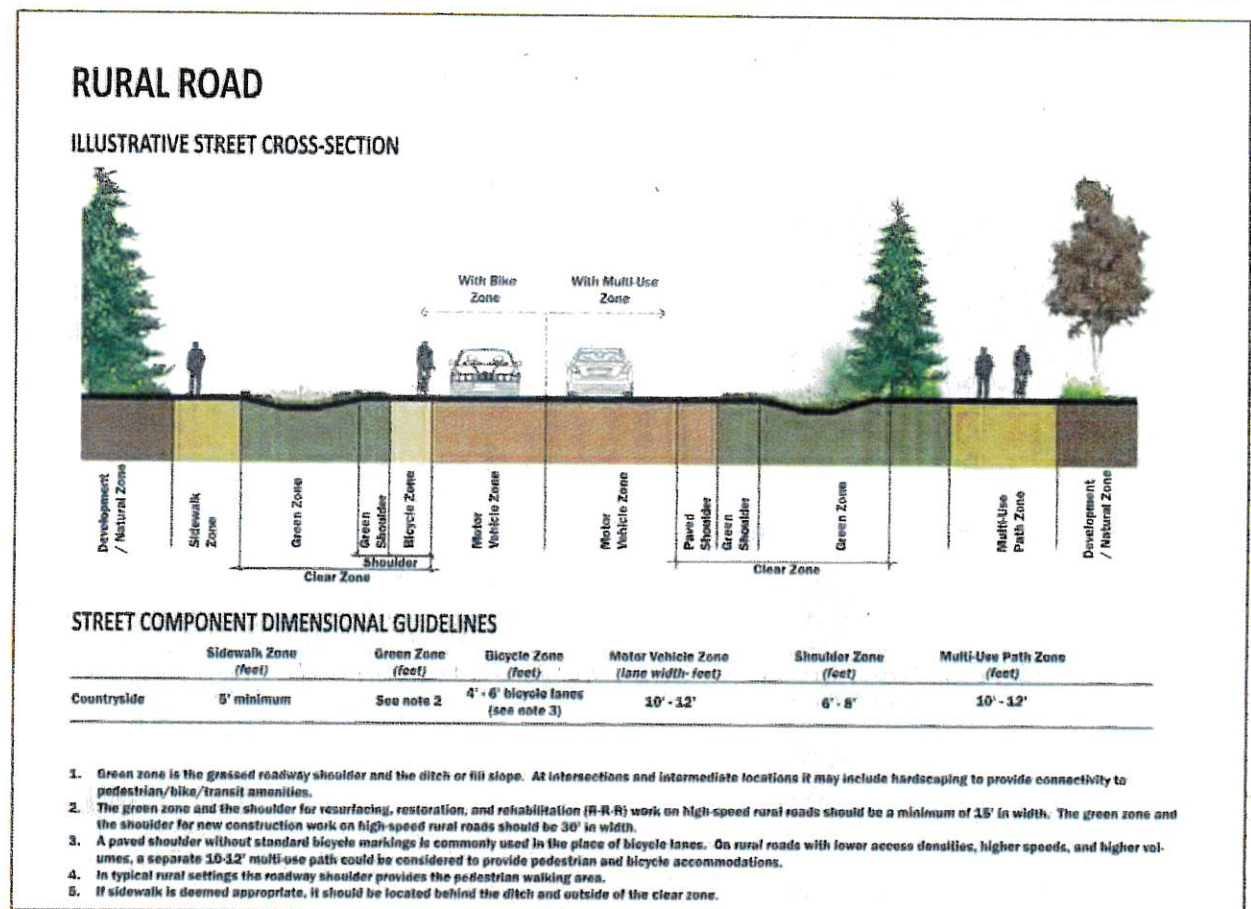 RURAL ROAD
ILLUSTRATIVE STREET CROSS-SECTION
With Bike
Zone
With Multi-Use
Zone
Development
/ Natural Zone
Sidewalk
Zone
Green Zone
Green
Shoulder
Bicycle Zone
Motor
Vehicle Zone
Motor
Vehicle Zone
Paved
Shoulder
Green
Shoulder
Green Zone
Multi-Use
Path Zone
Development
/ Natural Zone
Shoulder
Clear Zone
Clear Zone
STREET COMPONENT DIMENSIONAL GUIDELINES
Sidewalk Zone Green Zone Bicycle Zone Motor Vehicle Zone Shoulder Zone Multi-Use Path Zone
(feet) (feet) (feet) (lane width- feet) (feet) (feet)
Countryside 5' minimum See note 2 4' - 6' bicycle lanes 10' - 12' 6' - 8' 10' - 12'
(see note 3)
1. Green zone is the grassed roadway shoulder and the ditch or fill slope. At intersections and intermediate locations it may include hardscaping to provide connectivity to
pedestrian/bike/transit amenities.
2. The green zone and the shoulder for resurfacing, restoration, and rehabilitation (R-R-R) work on high-speed rural roads should be a minimum of 15' in width. The green zone and
the shoulder for new construction work on high-speed rural roads should be 30' in width.
3. A paved shoulder without standard bicycle markings is commonly used in the place of bicycle lanes. On rural roads with lower access densities, higher speeds, and higher vol-
umes, a separate 10-12' multi-use path could be considered to provide pedestrian and bicycle accommodations.
4. In typical rural settings the roadway shoulder provides the pedestrian walking area.
5. If sidewalk is deemed appropriate, it should be located behind the ditch and outside of the clear zone.